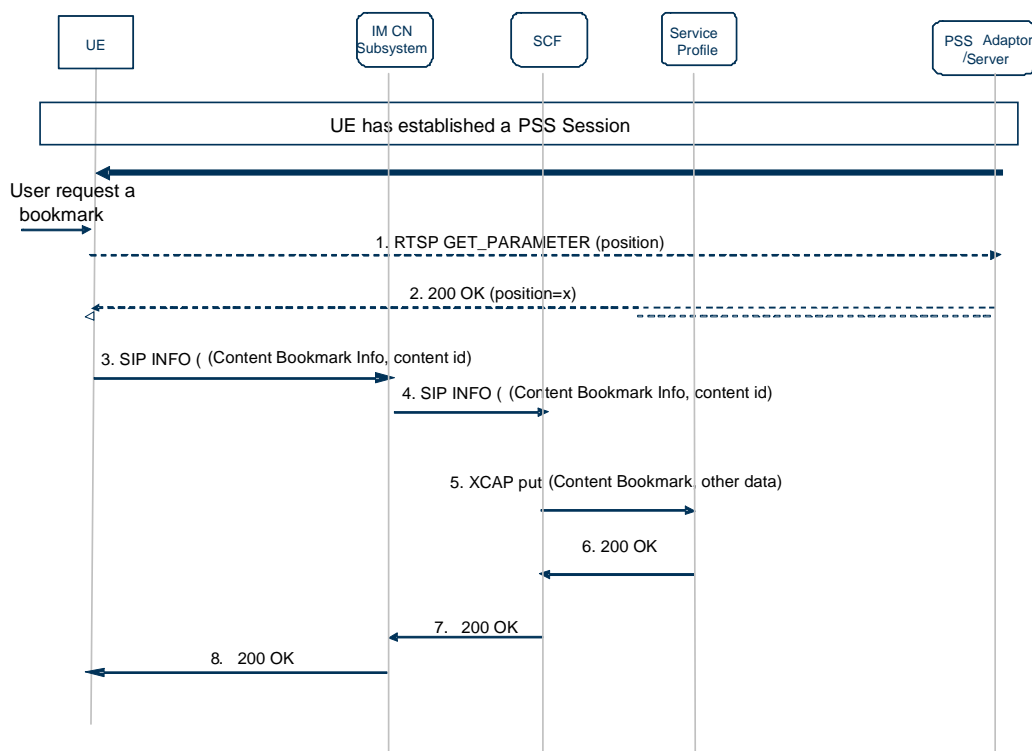 UE
IM CN
Subsystem
SCF
Service
Profile
PSS Adaptor
/Server
UE has established a PSS Session
User request a
bookmark
1. RTSP GET_PARAMETER (position)
2. 200 OK (position=x)
3. SIP INFO ( (Content Bookmark Info, content id)
4. SIP INFO ( (Content Bookmark Info, content id)
5. XCAP put (Content Bookmark, other data)
6. 200 OK
7. 200 OK
8. 200 OK